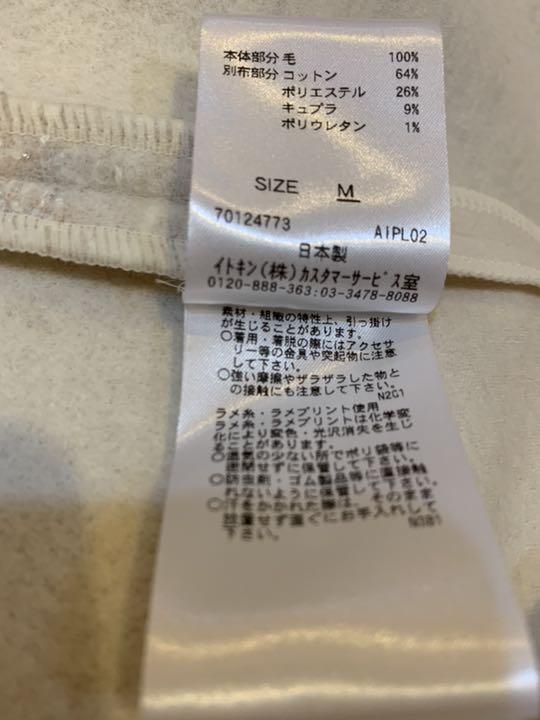 本体部分 毛 100%
別布部分 コットン 64%
ポリエステル 26%
キュプラ 9%
ポリウレタン 1%
SIZE M
70124773 AIPL02
日本製
イトキン(株)カスタマーサービス室
0120-888-363:03-3478-8088
素材・組織の特性上、引っ掛け
が生じることがあります。
○着用・着脱の際にはアクセサ
リー等の金具や突起物に注意
して下さい。
○強い摩擦やザラザラした物と
の接触にも注意して下さい。
N2G1
ラメ糸・ラメプリント使用
ラメ糸・ラメプリントは化学変
化により変色・光沢消失を生じ
ることがあります。
○湿気の少ない所でポリ袋等に
密閉せずに保管して下さい。
○防虫剤・ゴム製品等に直接触
れないように保管して下さい。
○汗をかかれた際は、そのまま
放置せず直ぐにお手入れして
下さい。 N3B1